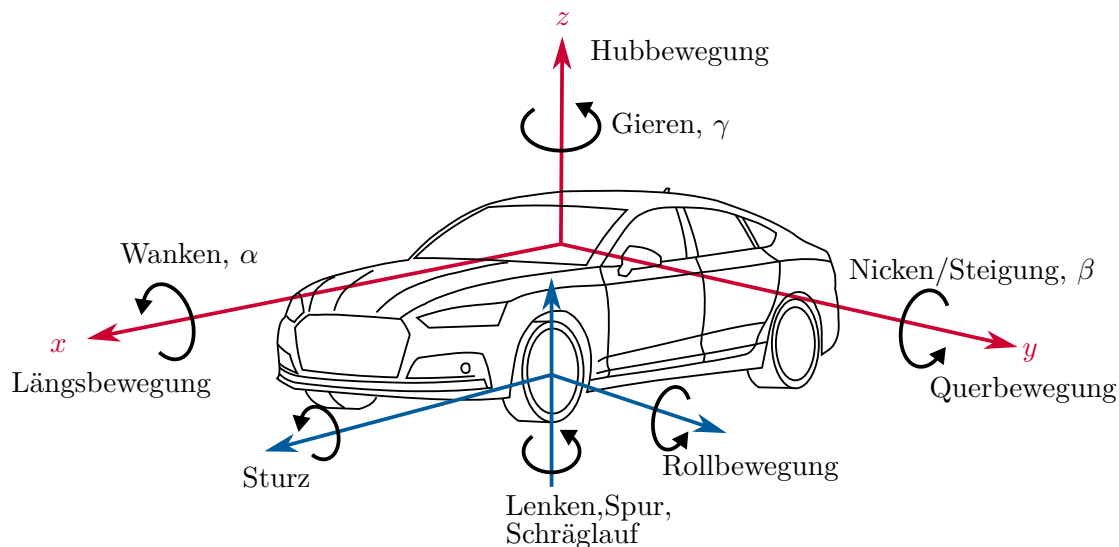 z
Hubbewegung
Gieren, γ
Wanken, α
Nicken/Steigung, β
x
y
Längsbewegung
Querbewegung
Sturz
Rollbewegung
Lenken,Spur,
Schräglauf